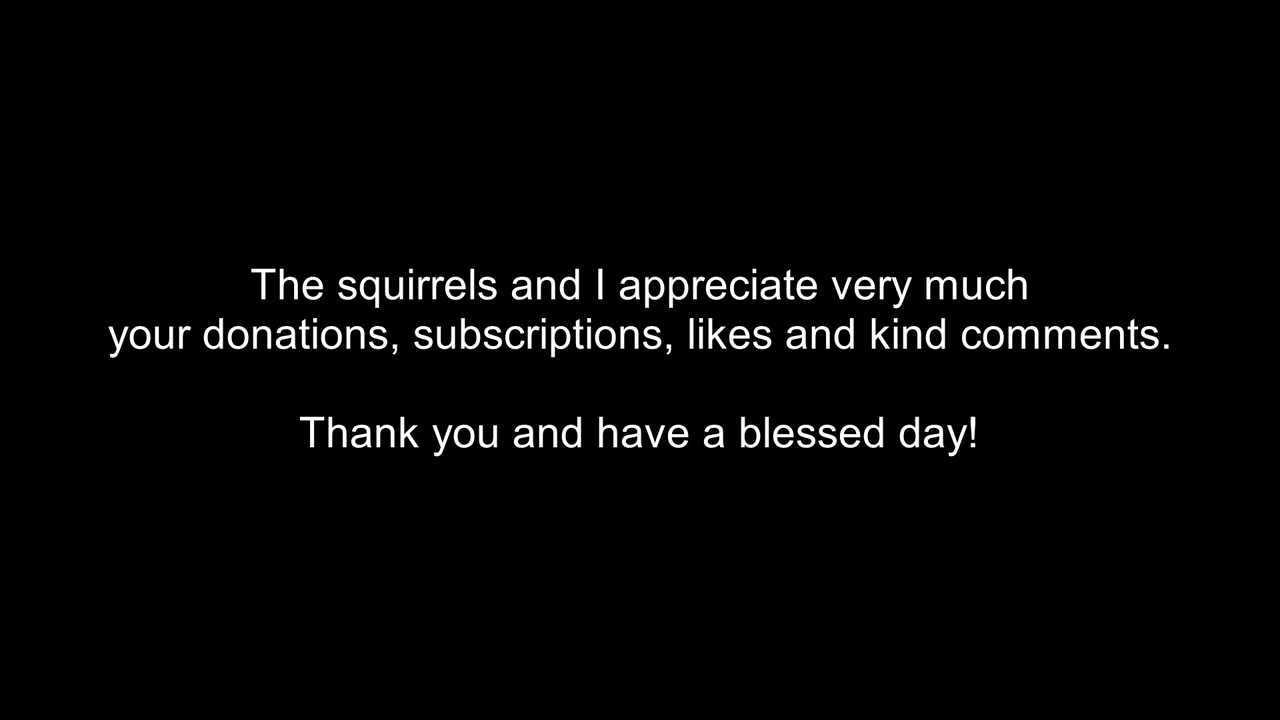 The squirrels and I appreciate very much
your donations, subscriptions, likes and kind comments.
Thank you and have a blessed day!